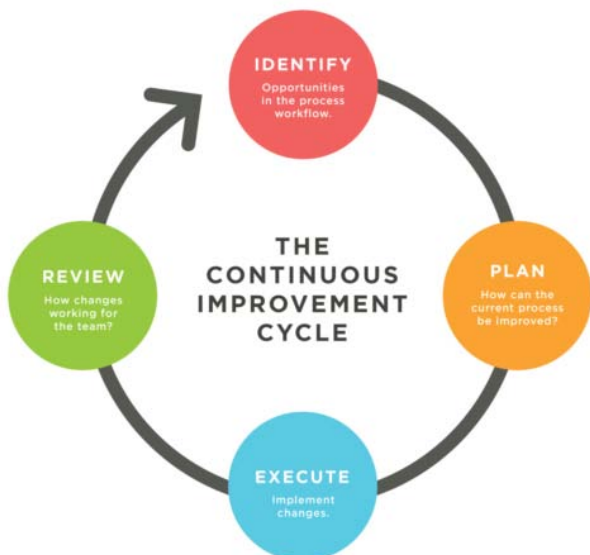 IDENTIFY
Opportunities
in the process
workflow.
PLAN
How can the
current process
be improved?
EXECUTE
Implement
changes.
REVIEW
How changes
working for
the team?
THE
CONTINUOUS
IMPROVEMENT
CYCLE